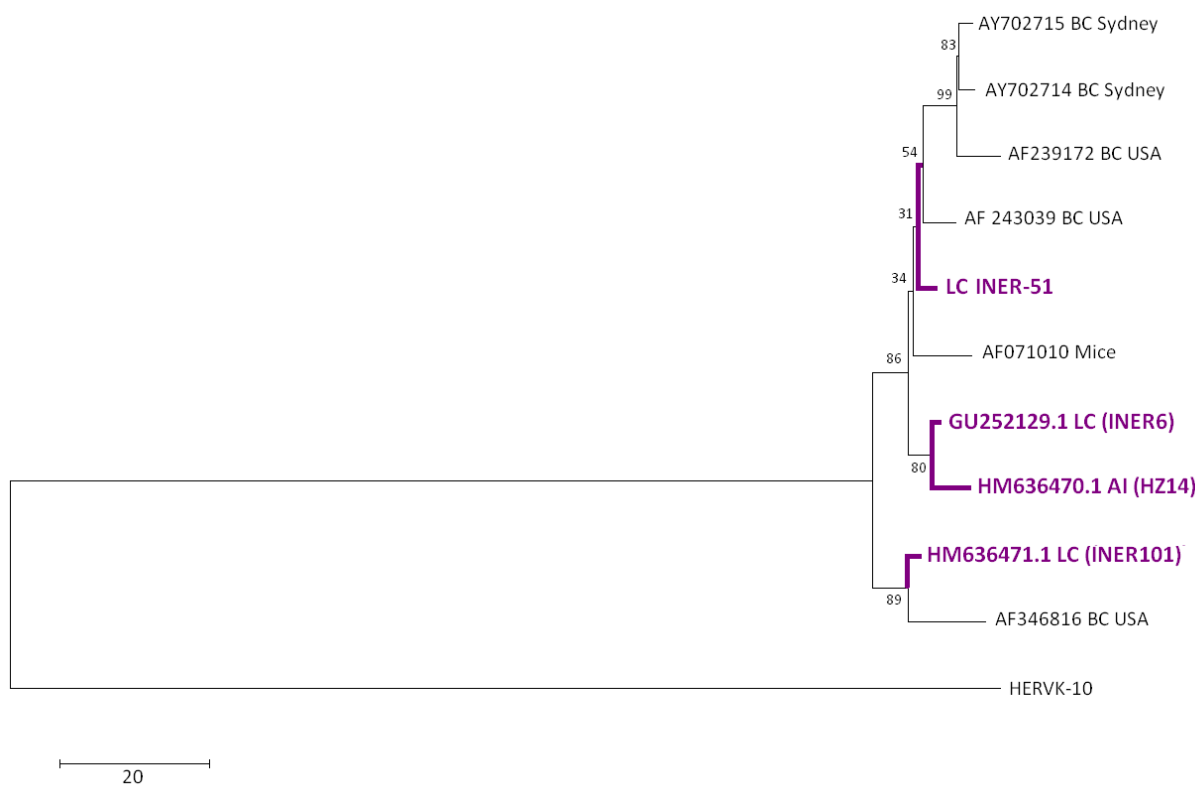 AY702715 BC Sydney
83
AY702714 BC Sydney
99
AF239172 BC USA
54
AF 243039 BC USA
31
LC INER-51
34
AF071010 Mice
86
GU252129.1 LC (INER6)
80
HM636470.1 AI (HZ14)
HM636471.1 LC (INER101)
89
AF346816 BC USA
HERVK-10
20